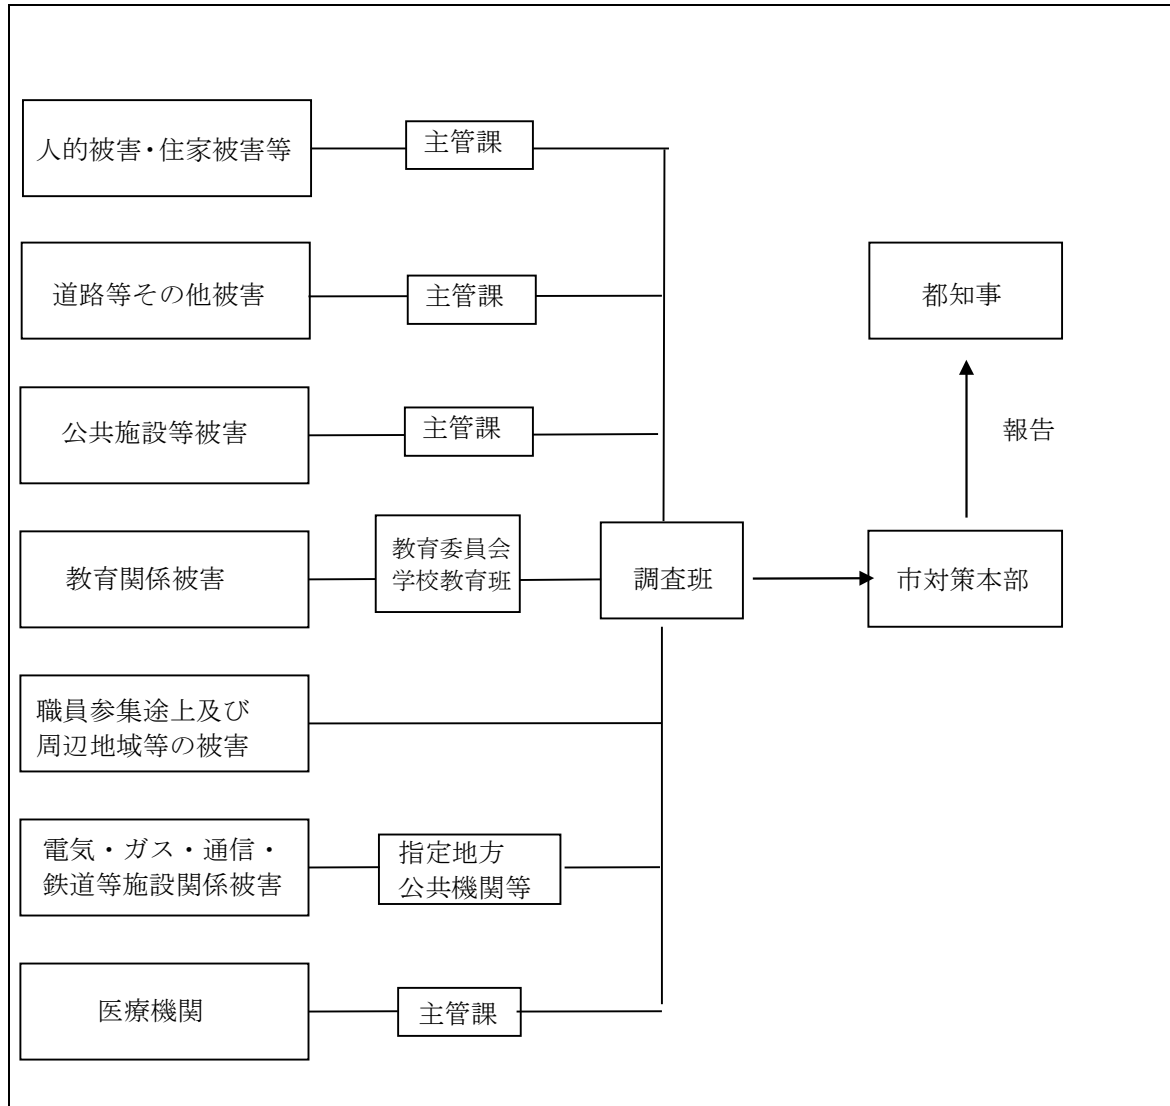 人的被害・住家被害等
主管課
道路等その他被害
主管課
都知事
公共施設等被害
主管課
報告
教育関係被害
教育委員会
学校教育班
調査班
市対策本部
職員参集途上及び
周辺地域等の被害
電気・ガス・通信・
鉄道等施設関係被害
指定地方
公共機関等
医療機関
主管課